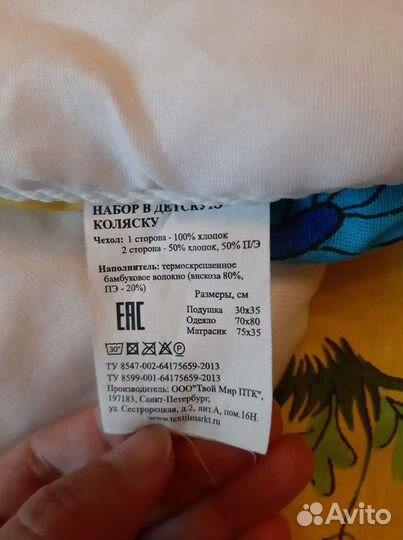 НАБОР В ДЕТСКУЮ
КОЛЯСКУ
Чехол: 1 сторона - 100% хлопок
2 сторона - 50% хлопок, 50% П/Э
Наполнитель: термоскрепленное
бамбуковое волокно (вискоза 80%,
ПЭ - 20%)
Размеры, см
Подушка 30х35
Одеяло 70х80
Матрасик 75х35
ЕАС
30°
P
ТУ 8547-002-64175659-2013
ТУ 8599-001-64175659-2013
Производитель: ООО"Твой Мир ПТК",
197183, Санкт-Петербург,
ул. Сестрорецкая, д.2, лит.А, пом.16Н.
www.textilmarkt.ru
Avito